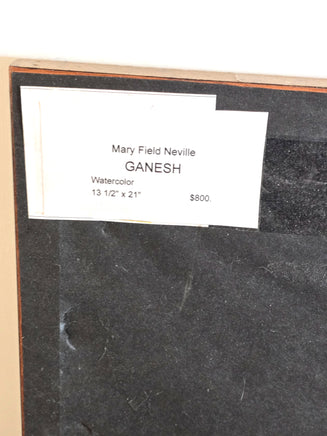 Mary Field Neville
GANESH
Watercolor
13 1/2" x 21" $800.